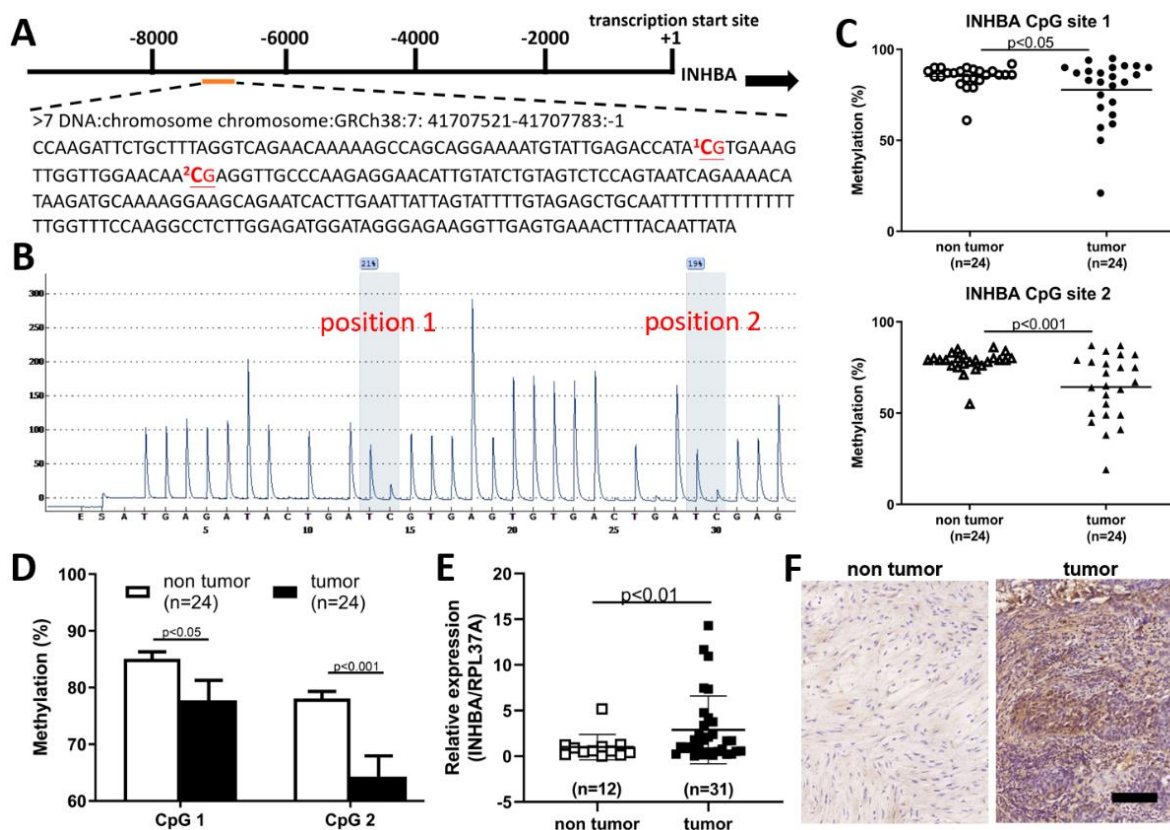 A
transcription start site
-8000 -6000 -4000 -2000 +1
INHBA
>7 DNA:chromosome chromosome:GRCh38:7: 41707521-41707783:-1
CCAAGATTCTGCTTTAGGTCAGAACAAAAAGCCAGCAGGAAAATGTATTGAGACCATA¹CGTGAAAG
TTGGTTGGAACAA²CGAGGTTGCCCAAGAGGAACATTGTATCTGTAGTCTCCAGTAATCAGAAAACA
TAAGATGCAAAAGGAAGCAGAATCACTTGAATTATTAGTATTTTGTAGAGCTGCAATTTTTTTTTTTTT
TTGGTTTCCAAGGCCTCTTGGAGATGGATAGGGAGAAGGTTGAGTGAAACTTTACAATTATA
B
21% 19%
position 1 position 2
300
250
200
150
100
50
0
E S A T G A G A T A C T G A T C G T G A G T G T G A C T G A T C G A G
5 10 15 20 25 30
C
INHBA CpG site 1
p<0.05
Methylation (%)
100
50
0
non tumor (n=24)
tumor (n=24)
INHBA CpG site 2
p<0.001
Methylation (%)
100
50
0
non tumor (n=24)
tumor (n=24)
D
non tumor (n=24)
tumor (n=24)
p<0.05
p<0.001
Methylation (%)
100
90
80
70
60
CpG 1 CpG 2
E
p<0.01
Relative expression
(INHBA/RPL37A)
20
15
10
5
0
-5
(n=12) (n=31)
non tumor tumor
F
non tumor tumor